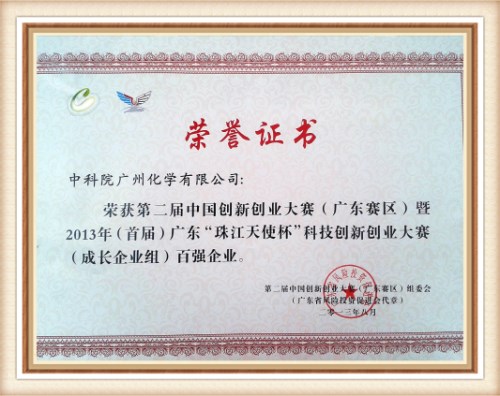 荣誉证书
中科院广州化学有限公司：
荣获第二届中国创新创业大赛（广东赛区）暨
2013年（首届）广东“珠江天使杯”科技创新创业大赛
（成长企业组）百强企业。
第二届中国创新创业大赛（广东赛区）组委会
（广东省风险投资促进会代章）
二○一三年八月